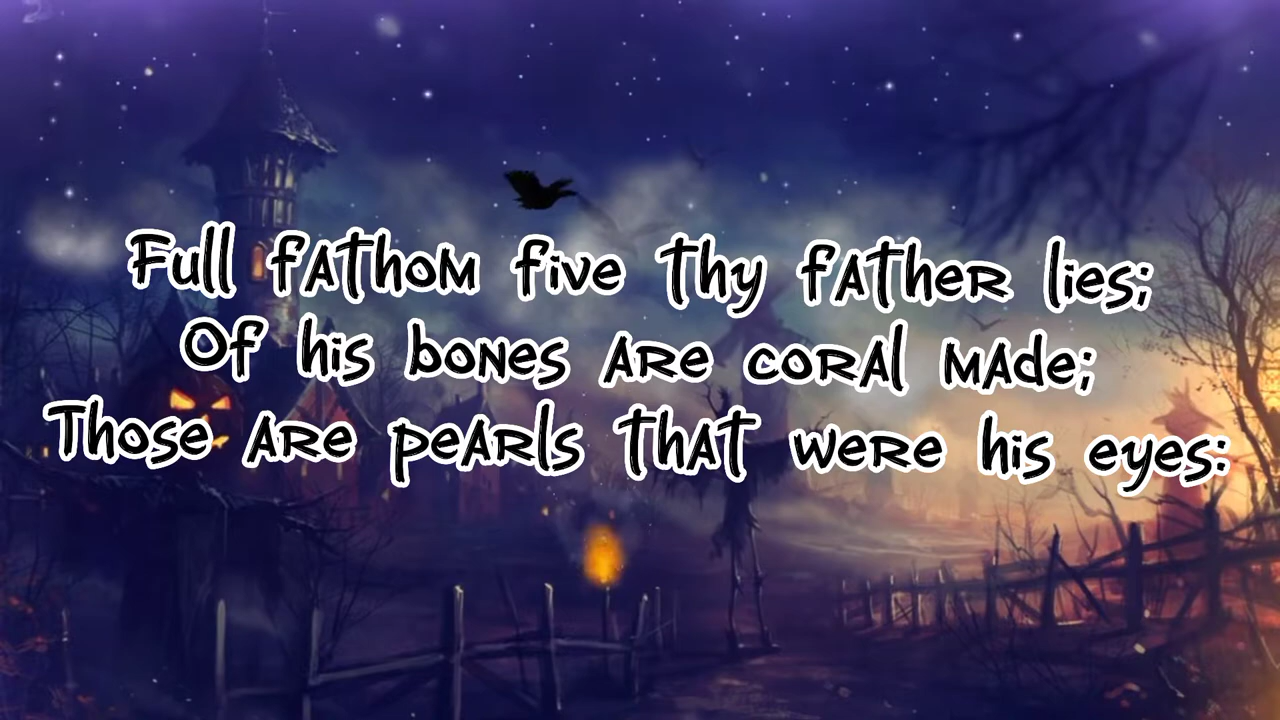 Full fathom five thy father lies;
Of his bones are coral made;
Those are pearls that were his eyes: